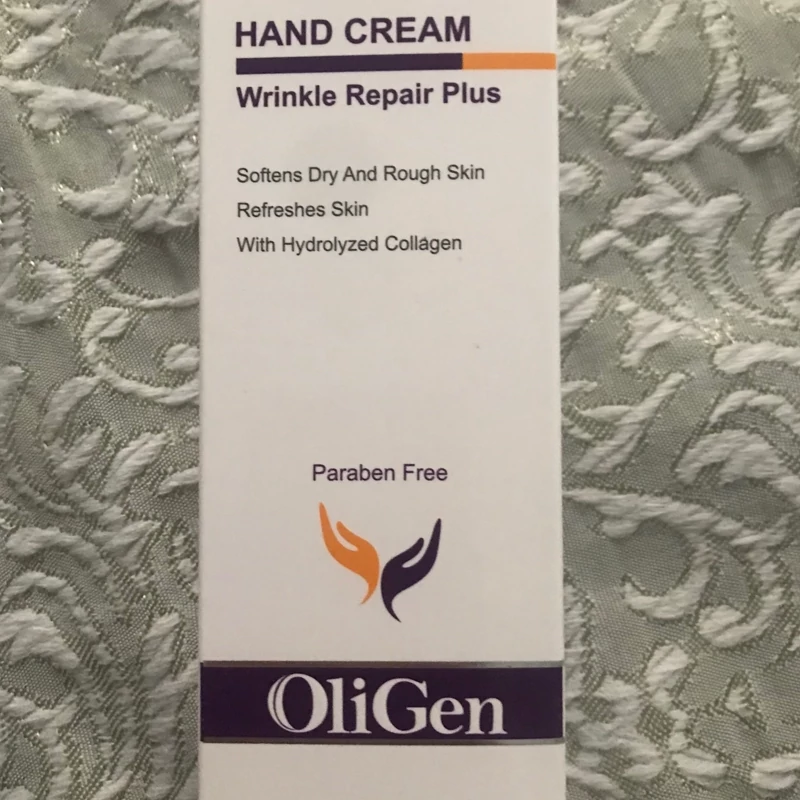 HAND CREAM
Wrinkle Repair Plus
Softens Dry And Rough Skin
Refreshes Skin
With Hydrolyzed Collagen
Paraben Free
OliGen